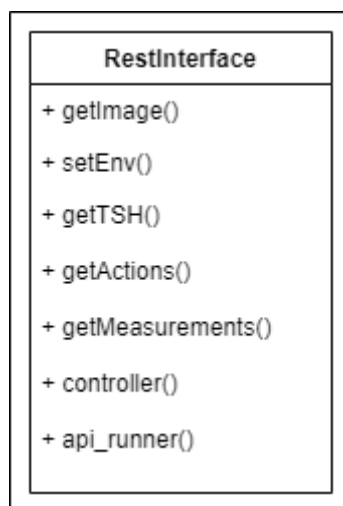 RestInterface
+ getImage()
+ setEnv()
+ getTSH()
+ getActions()
+ getMeasurements()
+ controller()
+ api_runner()